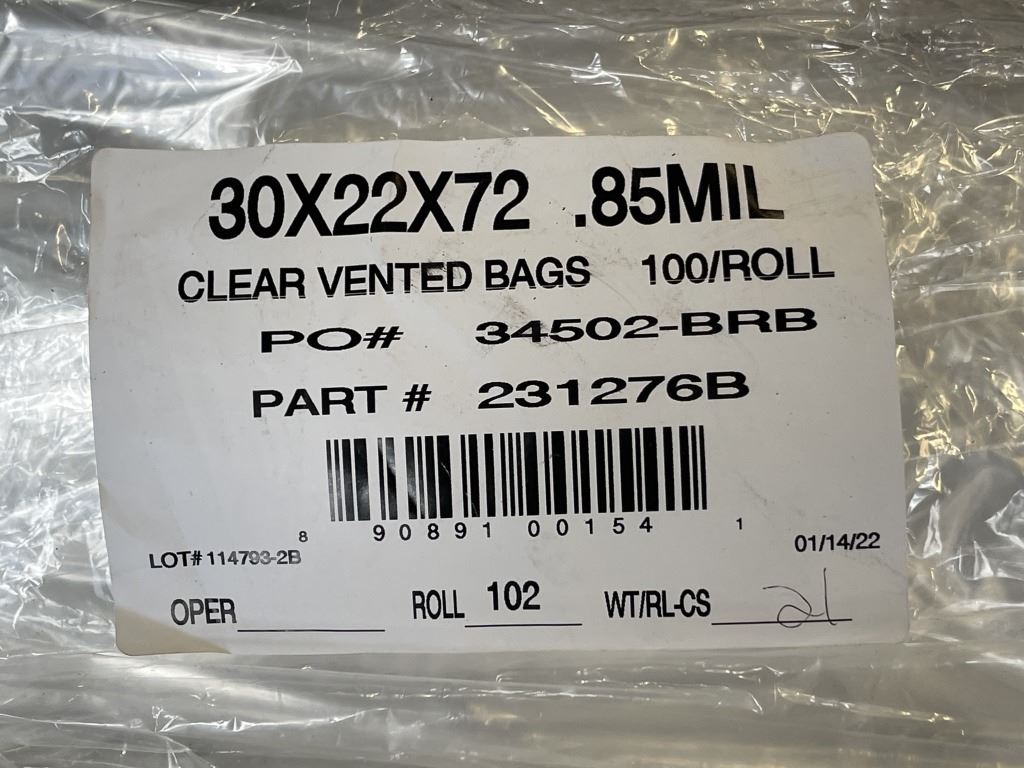 30X22X72 .85MIL
CLEAR VENTED BAGS 100/ROLL
PO# 34502-BRB
PART # 231276B
8 90891 00154 1
LOT# 114793-2B 01/14/22
OPER ROLL 102 WT/RL-CS 21